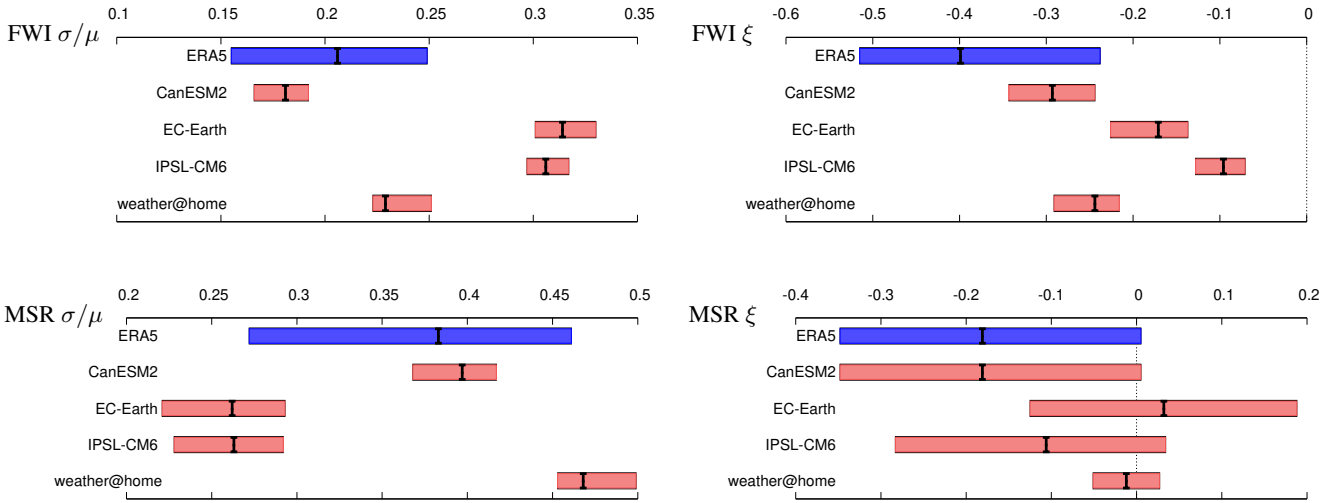 0.1 0.15 0.2 0.25 0.3 0.35
FWI σ/μ
ERA5
CanESM2
EC-Earth
IPSL-CM6
weather@home
-0.6 -0.5 -0.4 -0.3 -0.2 -0.1 0
FWI ξ
ERA5
CanESM2
EC-Earth
IPSL-CM6
weather@home
0.2 0.25 0.3 0.35 0.4 0.45 0.5
MSR σ/μ
ERA5
CanESM2
EC-Earth
IPSL-CM6
weather@home
-0.4 -0.3 -0.2 -0.1 0 0.1 0.2
MSR ξ
ERA5
CanESM2
EC-Earth
IPSL-CM6
weather@home